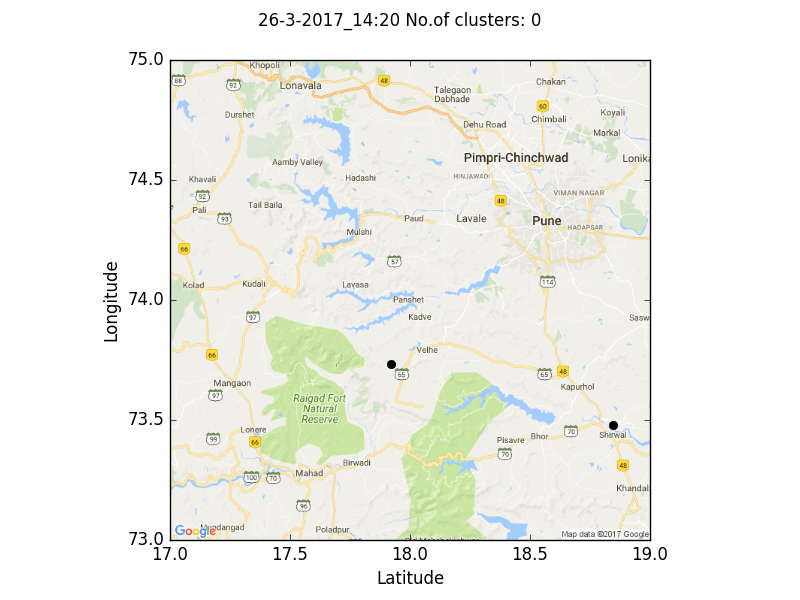 26-3-2017_14:20 No.of clusters: 0
75.0
Khopoli
88
92
Lonavala
48
Talegaon
Dabhade
Chakan
60
Durshet
Dehu Road
Chimbali
Koyali
Markal
Pimpri-Chinchwad
Lonika
Aamby Valley
74.5
Khavali
Hadashi
HINJAWADI
92
VIMAN NAGAR
48
Pali
93
Tail Baila
Paud
Lavale
Pune
HADAPSAR
Mulshi
66
57
114
Kolad
Kudali
Lavasa
74.0
Panshet
97
Kadve
Sasw
66
Velhe
65
65
48
Mangaon
97
Kapurhol
Raigad Fort
Natural
Reserve
73.5
99
Lonere
66
Pisavre
Bhor
70
Shirwal
70
Birwadi
48
100
70
Mahad
Khandal
96
Poladpur
Google
Map data ©2017 Google
73.0
17.0
17.5
18.0
18.5
19.0
Latitude
Longitude